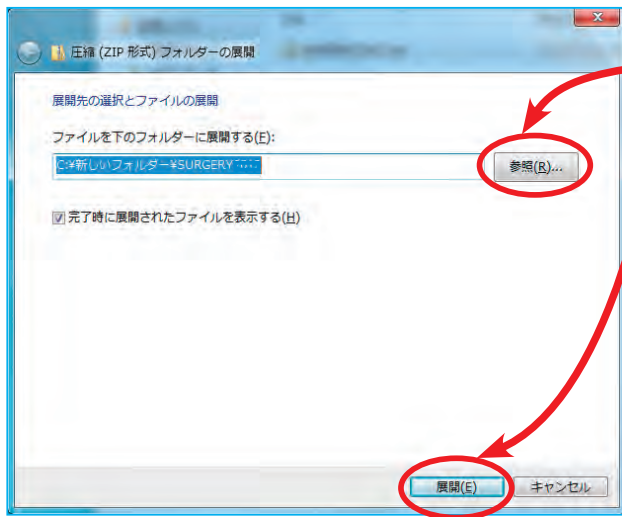 圧縮 (ZIP 形式) フォルダーの展開
展開先の選択とファイルの展開
ファイルを下のフォルダーに展開する(F):
C:¥新しいフォルダー¥SURGERY
参照(R)...
完了時に展開されたファイルを表示する(H)
展開(E)
キャンセル